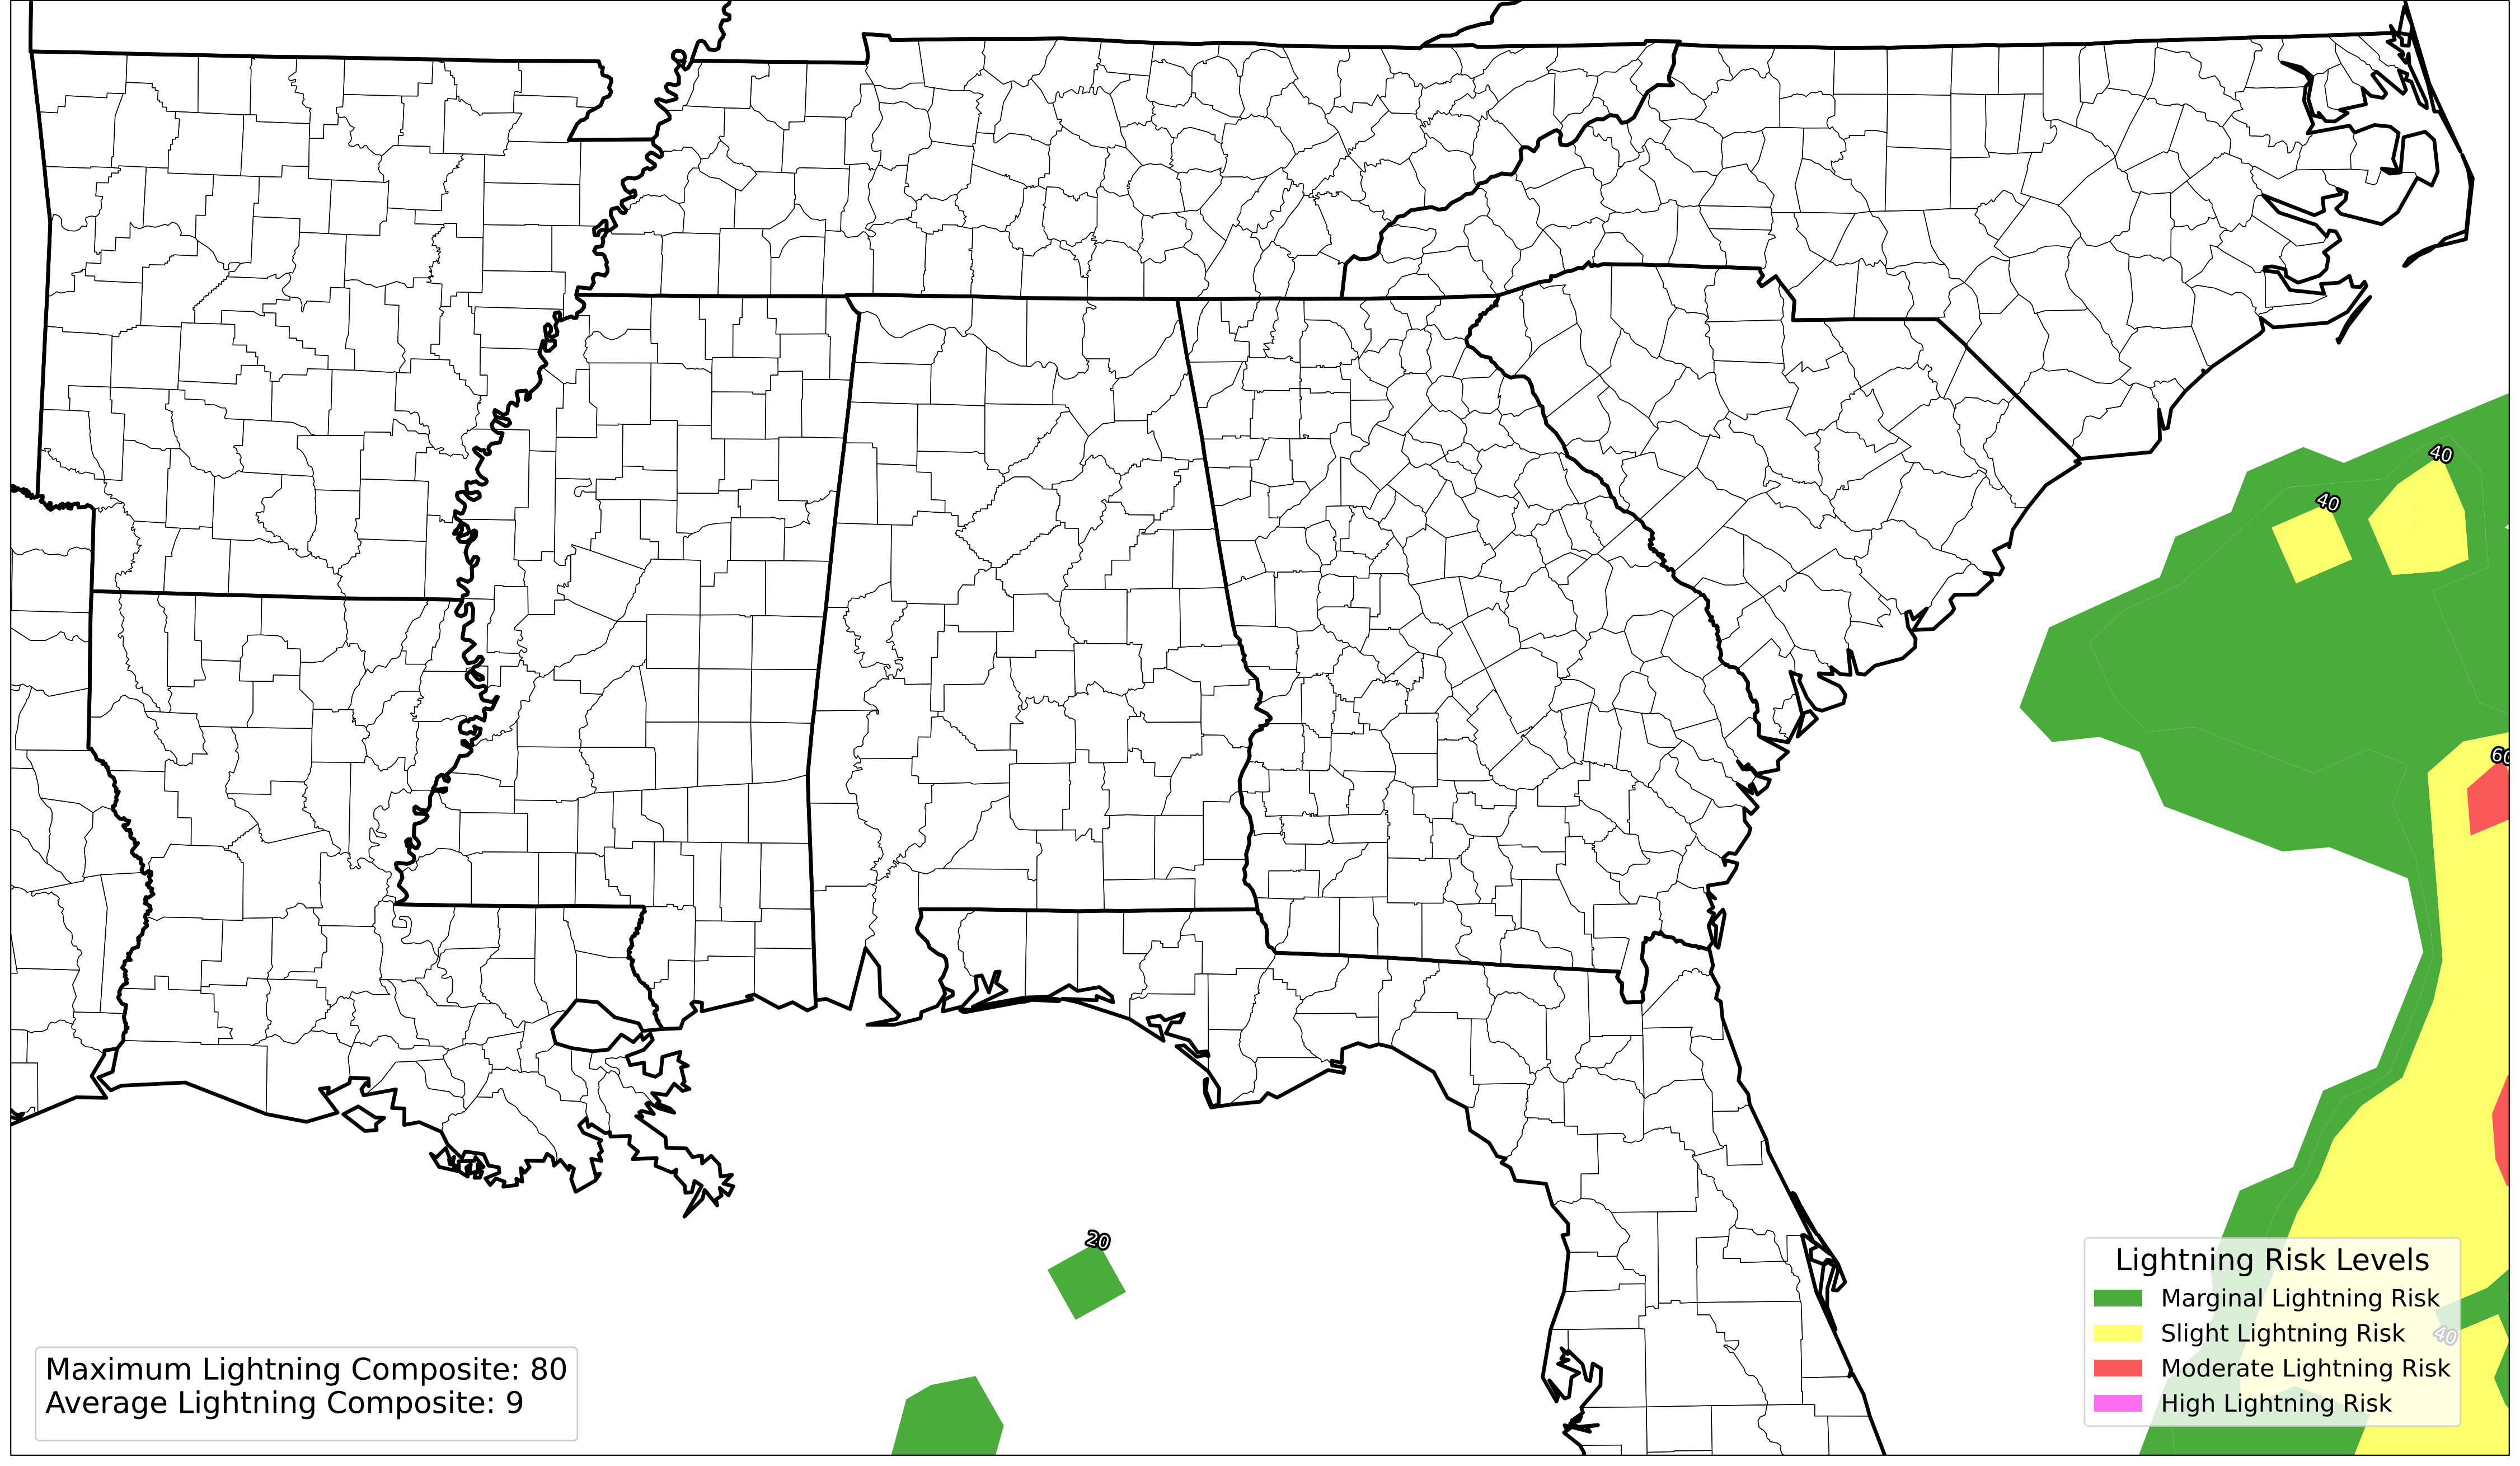 40
40
60
20
40
Lightning Risk Levels
Marginal Lightning Risk
Slight Lightning Risk
Moderate Lightning Risk
High Lightning Risk
Maximum Lightning Composite: 80
Average Lightning Composite: 9